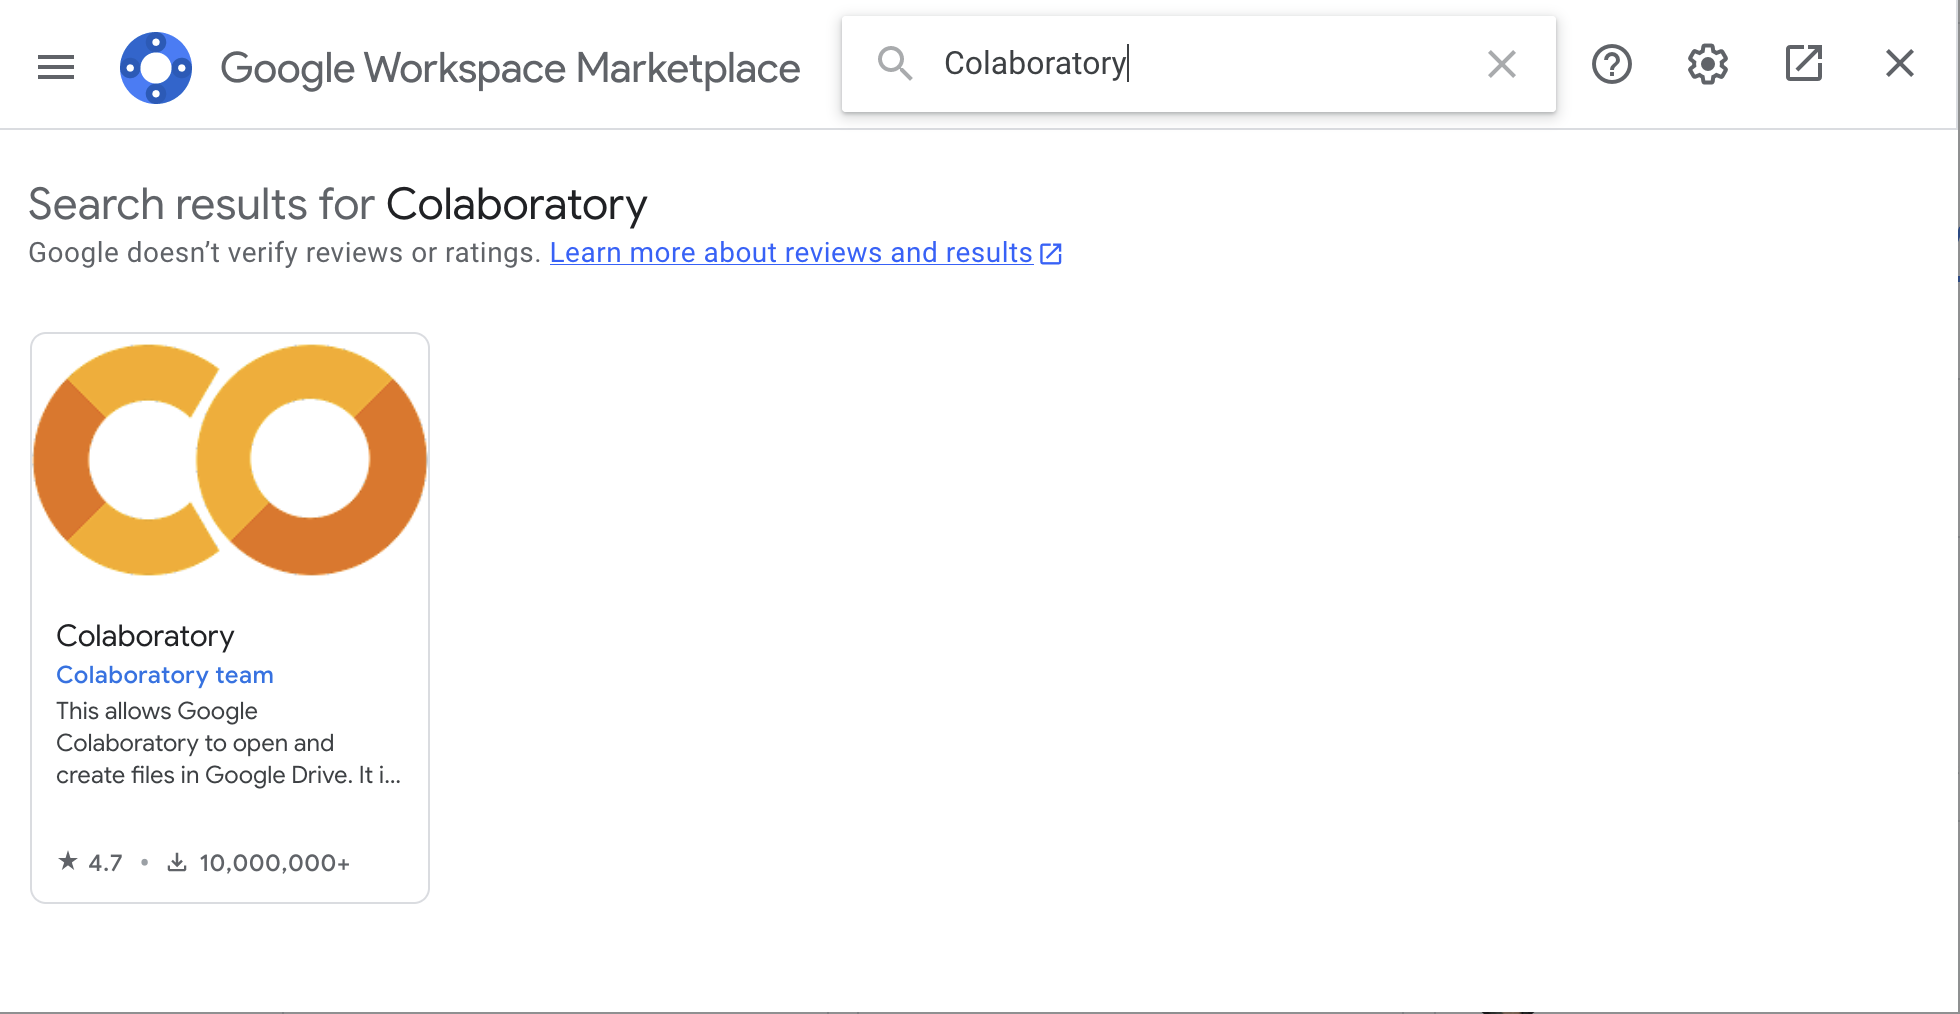 Google Workspace Marketplace
Colaboratory
Search results for Colaboratory
Google doesn’t verify reviews or ratings. Learn more about reviews and results
Colaboratory
Colaboratory team
This allows Google
Colaboratory to open and
create files in Google Drive. It i...
4.7 • 10,000,000+